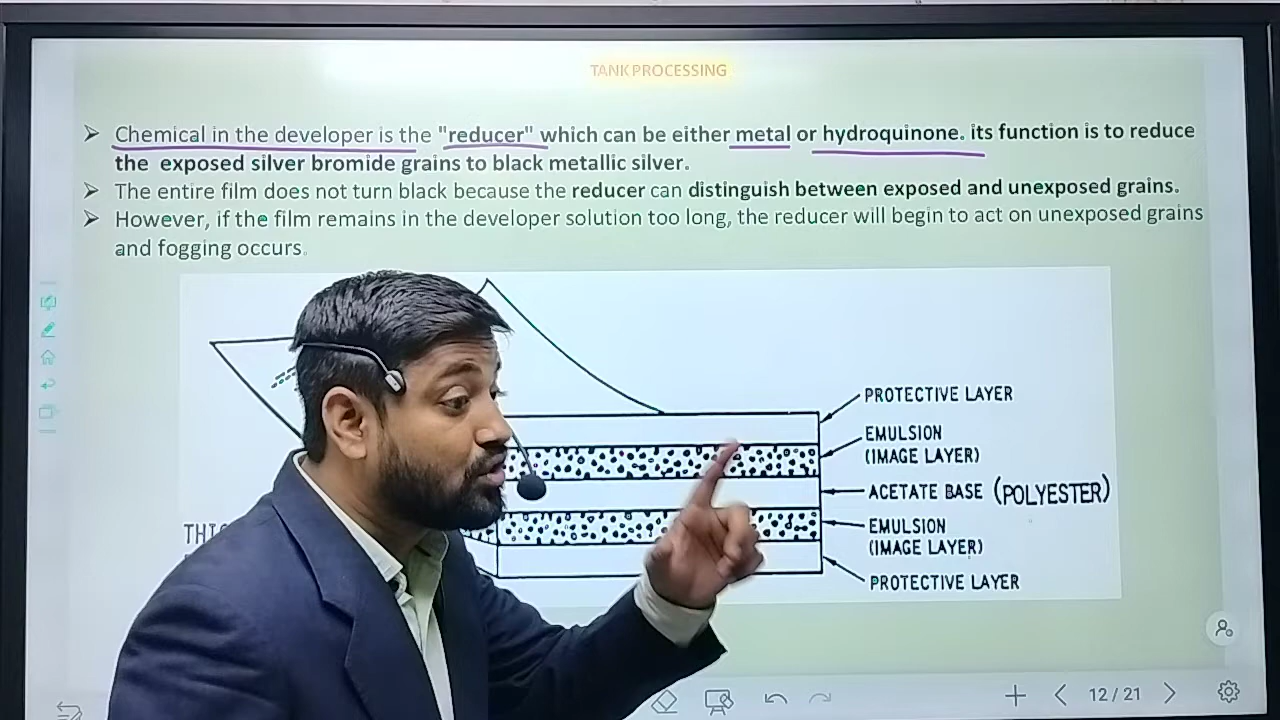 TANK PROCESSING
➢ Chemical in the developer is the "reducer" which can be either metal or hydroquinone. its function is to reduce
the exposed silver bromide grains to black metallic silver.
➢ The entire film does not turn black because the reducer can distinguish between exposed and unexposed grains.
➢ However, if the film remains in the developer solution too long, the reducer will begin to act on unexposed grains
and fogging occurs.
PROTECTIVE LAYER
EMULSION
(IMAGE LAYER)
ACETATE BASE (POLYESTER)
EMULSION
(IMAGE LAYER)
PROTECTIVE LAYER
12 / 21